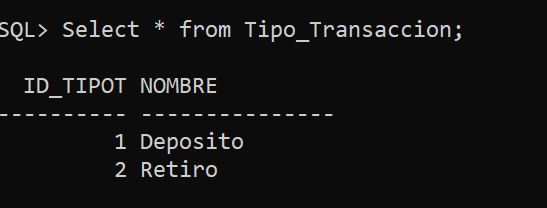 SQL> Select * from Tipo_Transaccion;
ID_TIPOT NOMBRE
---------- ---------------
1 Deposito
2 Retiro